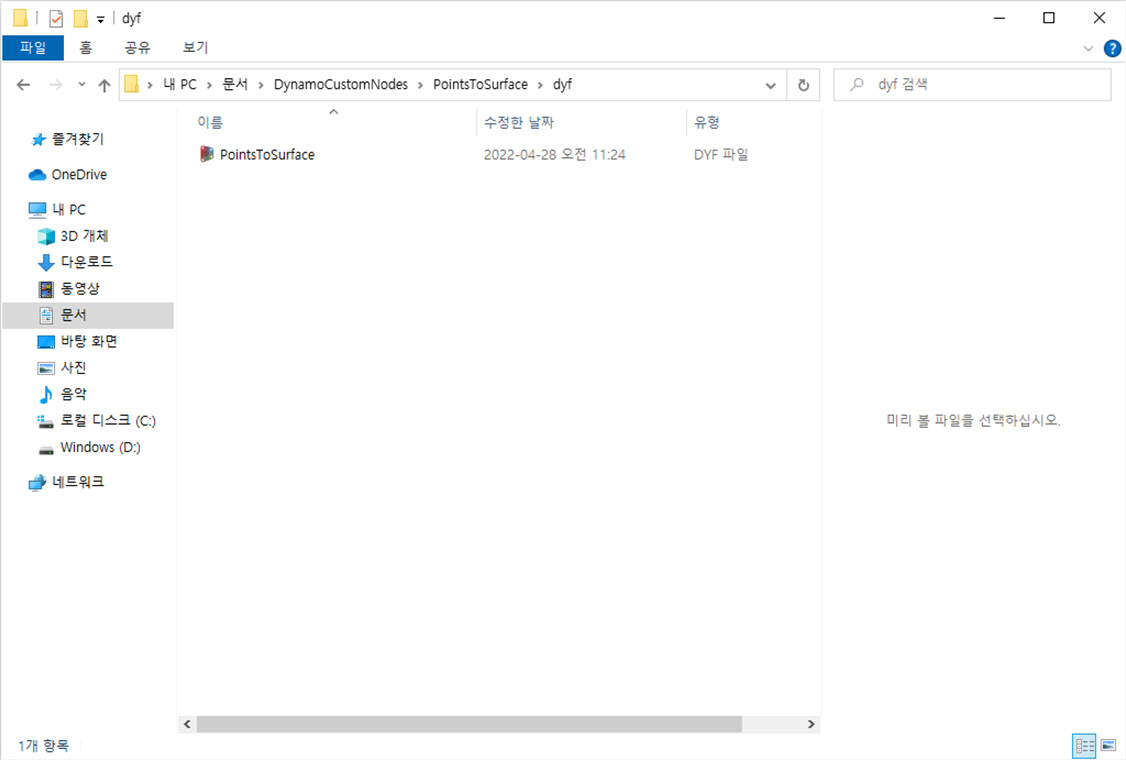 dyf
파일 홈 공유 보기
내 PC 문서 DynamoCustomNodes PointsToSurface dyf
dyf 검색
이름 수정한 날짜 유형
PointsToSurface 2022-04-28 오전 11:24 DYF 파일
즐겨찾기
OneDrive
내 PC
3D 개체
다운로드
동영상
문서
바탕 화면
사진
음악
로컬 디스크 (C:)
Windows (D:)
네트워크
미리 볼 파일을 선택하십시오.
1개 항목